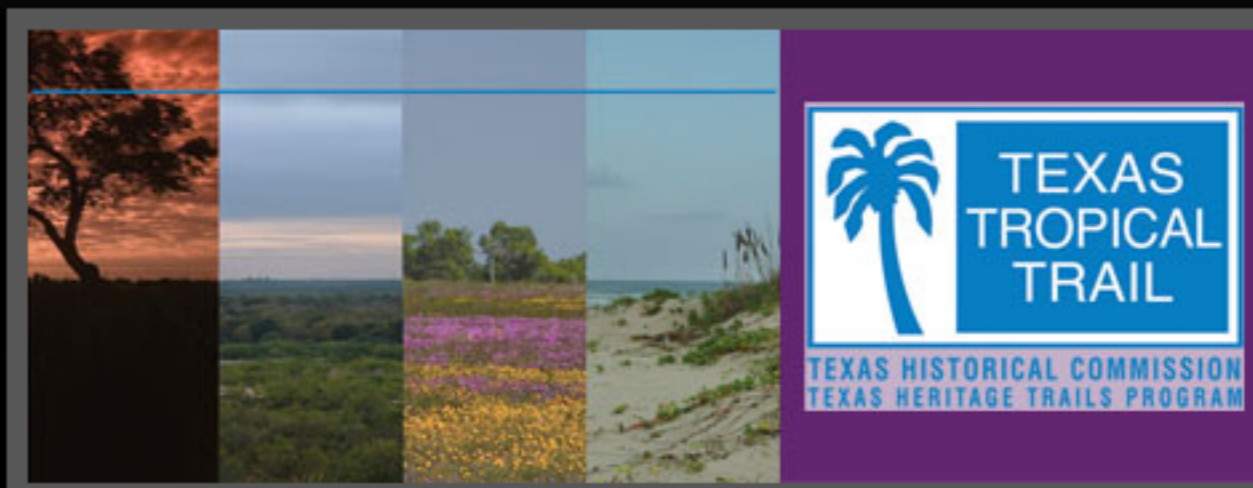 TEXAS
TROPICAL
TRAIL
TEXAS HISTORICAL COMMISSION
TEXAS HERITAGE TRAILS PROGRAM